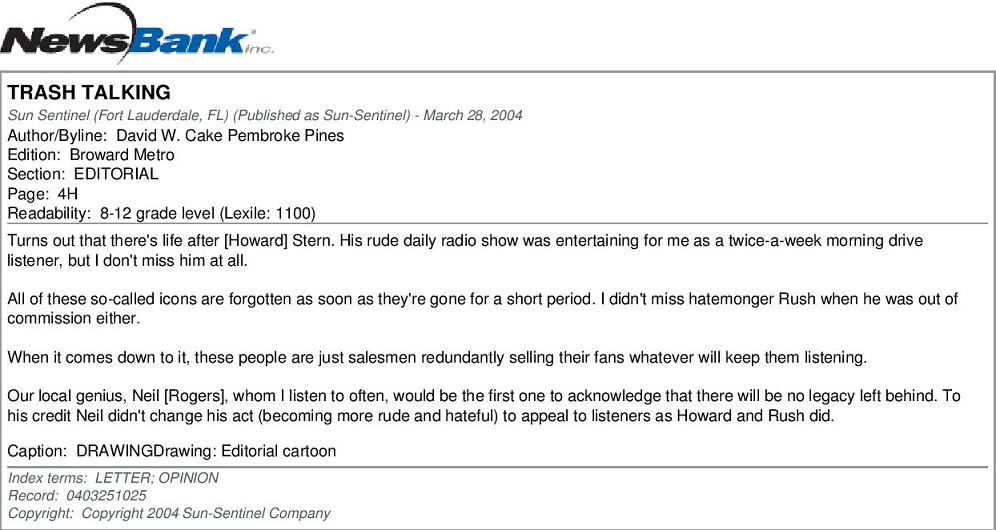 NewsBank inc.
TRASH TALKING
Sun Sentinel (Fort Lauderdale, FL) (Published as Sun-Sentinel) - March 28, 2004
Author/Byline: David W. Cake Pembroke Pines
Edition: Broward Metro
Section: EDITORIAL
Page: 4H
Readability: 8-12 grade level (Lexile: 1100)
Turns out that there's life after [Howard] Stern. His rude daily radio show was entertaining for me as a twice-a-week morning drive
listener, but I don't miss him at all.
All of these so-called icons are forgotten as soon as they're gone for a short period. I didn't miss hatemonger Rush when he was out of
commission either.
When it comes down to it, these people are just salesmen redundantly selling their fans whatever will keep them listening.
Our local genius, Neil [Rogers], whom I listen to often, would be the first one to acknowledge that there will be no legacy left behind. To
his credit Neil didn't change his act (becoming more rude and hateful) to appeal to listeners as Howard and Rush did.
Caption: DRAWINGDrawing: Editorial cartoon
Index terms: LETTER; OPINION
Record: 0403251025
Copyright: Copyright 2004 Sun-Sentinel Company